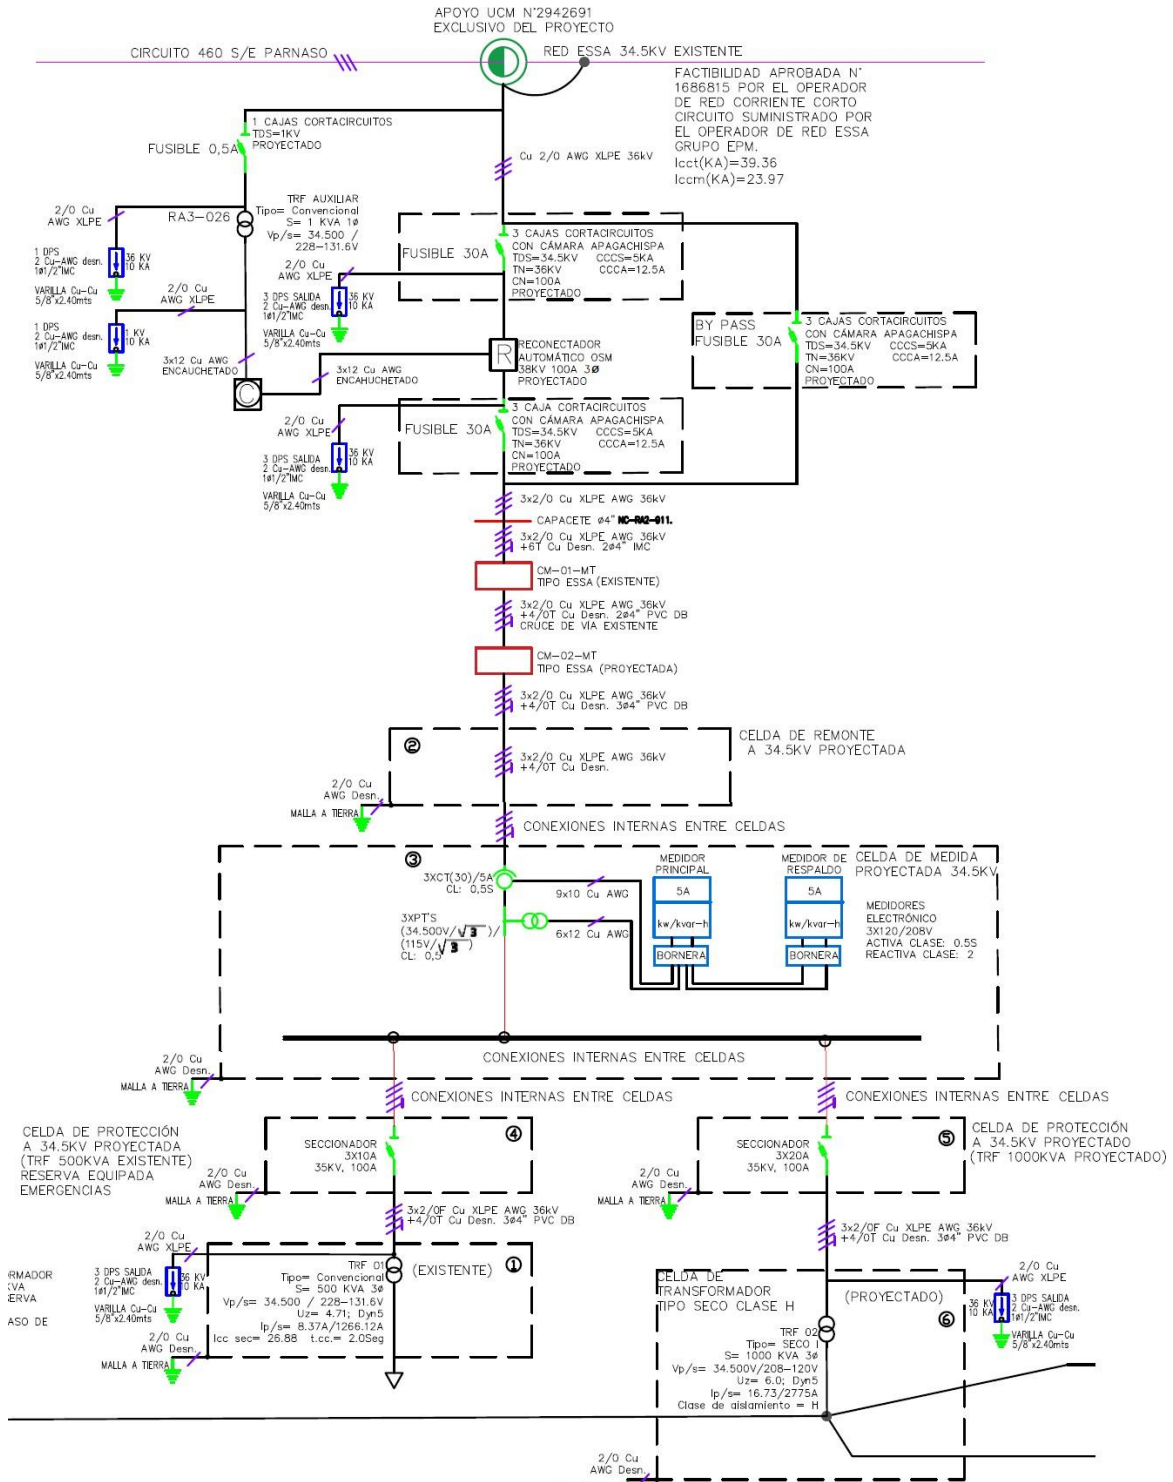 APOYO UCM N°2942691
EXCLUSIVO DEL PROYECTO
CIRCUITO 460 S/E PARNASO
RED ESSA 34.5KV EXISTENTE
FACTIBILIDAD APROBADA N°
1686815 POR EL OPERADOR
DE RED CORRIENTE CORTO
CIRCUITO SUMINISTRADO POR
EL OPERADOR DE RED ESSA
GRUPO EPM.
Icct(KA)=39.36
Iccm(KA)=23.97
1 CAJAS CORTACIRCUITOS
TDS=1KV
PROYECTADO
FUSIBLE 0,5A
Cu 2/0 AWG XLPE 36kV
2/0 Cu
AWG XLPE
RA3-026
TRF AUXILIAR
Tipo= Convencional
S= 1 KVA 1ø
Vp/s= 34.500 /
228-131.6V
1 DPS
2 Cu-AWG desn.
1ø1/2"IMC
36 KV
10 KA
VARILLA Cu-Cu
5/8"x2.40mts
2/0 Cu
AWG XLPE
1 DPS
2 Cu-AWG desn.
1ø1/2"IMC
1 KV
10 KA
VARILLA Cu-Cu
5/8"x2.40mts
3x12 Cu AWG
ENCAUCHETADO
C
3x12 Cu AWG
ENCAHUCHETADO
FUSIBLE 30A
3 CAJAS CORTACIRCUITOS
CON CÁMARA APAGACHISPA
TDS=34.5KV CCCS=5KA
TN=36KV CCCA=12.5A
CN=100A
PROYECTADO
2/0 Cu
AWG XLPE
3 DPS SALIDA
2 Cu-AWG desn.
1ø1/2"IMC
36 KV
10 KA
VARILLA Cu-Cu
5/8"x2.40mts
R
RECONECTADOR
AUTOMÁTICO OSM
38KV 100A 3Ø
PROYECTADO
BY PASS
FUSIBLE 30A
3 CAJAS CORTACIRCUITOS
CON CÁMARA APAGACHISPA
TDS=34.5KV CCCS=5KA
TN=36KV CCCA=12.5A
CN=100A
PROYECTADO
FUSIBLE 30A
3 CAJA CORTACIRCUITOS
CON CÁMARA APAGACHISPA
TDS=34.5KV CCCS=5KA
TN=36KV CCCA=12.5A
CN=100A
PROYECTADO
2/0 Cu
AWG XLPE
3 DPS SALIDA
2 Cu-AWG desn.
1ø1/2"IMC
36 KV
10 KA
VARILLA Cu-Cu
5/8"x2.40mts
3x2/0 Cu XLPE AWG 36kV
CAPACETE ø4" NC-RA2-911.
3x2/0 Cu XLPE AWG 36kV
+6T Cu Desn. 2ø4" IMC
CM-01-MT
TIPO ESSA (EXISTENTE)
3x2/0 Cu XLPE AWG 36kV
+4/0T Cu Desn. 2ø4" PVC DB
CRUCE DE VÍA EXISTENTE
CM-02-MT
TIPO ESSA (PROYECTADA)
3x2/0 Cu XLPE AWG 36kV
+4/0T Cu Desn. 3ø4" PVC DB
2
CELDA DE REMONTE
A 34.5KV PROYECTADA
3x2/0 Cu XLPE AWG 36kV
+4/0T Cu Desn.
2/0 Cu
AWG Desn.
MALLA A TIERRA
CONEXIONES INTERNAS ENTRE CELDAS
3
3XCT(30)/5A
CL: 0,5S
9x10 Cu AWG
3XPT'S
(34.500V/√3)/
(115V/√3)
CL: 0,5
6x12 Cu AWG
MEDIDOR
PRINCIPAL
5A
kw/kvar-h
BORNERA
MEDIDOR DE
RESPALDO
5A
kw/kvar-h
BORNERA
CELDA DE MEDIDA
PROYECTADA 34.5KV
MEDIDORES
ELECTRÓNICO
3X120/208V
ACTIVA CLASE: 0.5S
REACTIVA CLASE: 2
CONEXIONES INTERNAS ENTRE CELDAS
2/0 Cu
AWG Desn.
MALLA A TIERRA
CONEXIONES INTERNAS ENTRE CELDAS
CONEXIONES INTERNAS ENTRE CELDAS
CELDA DE PROTECCIÓN
A 34.5KV PROYECTADA
(TRF 500KVA EXISTENTE)
RESERVA EQUIPADA
EMERGENCIAS
4
SECCIONADOR
3X10A
35KV, 100A
2/0 Cu
AWG Desn.
MALLA A TIERRA
5
SECCIONADOR
3X20A
35KV, 100A
2/0 Cu
AWG Desn.
MALLA A TIERRA
CELDA DE PROTECCIÓN
A 34.5KV PROYECTADO
(TRF 1000KVA PROYECTADO)
3x2/0F Cu XLPE AWG 36kV
+4/0T Cu Desn. 3ø4" PVC DB
3x2/0F Cu XLPE AWG 36kV
+4/0T Cu Desn. 3ø4" PVC DB
2/0 Cu
AWG XLPE
3 DPS SALIDA
2 Cu-AWG desn.
1ø1/2"IMC
36 KV
10 KA
VARILLA Cu-Cu
5/8"x2.40mts
RMADOR
KVA
SERVA
ASO DE
1
TRF 01
(EXISTENTE)
Tipo= Convencional
S= 500 KVA 3ø
Vp/s= 34.500 / 228-131.6V
Uz= 4.71; Dyn5
Ip/s= 8.37A/1266.12A
Icc sec= 26.88 t.cc.= 2.0Seg
2/0 Cu
AWG Desn.
MALLA A TIERRA
CELDA DE
TRANSFORMADOR
TIPO SECO CLASE H
(PROYECTADO)
6
TRF 02
Tipo= SECO I
S= 1000 KVA 3ø
Vp/s= 34.500V/208-120V
Uz= 6.0; Dyn5
Ip/s= 16.73/2775A
Clase de aislamiento = H
2/0 Cu
AWG XLPE
36 KV
10 KA
3 DPS SALIDA
2 Cu-AWG desn.
1ø1/2"IMC
VARILLA Cu-Cu
5/8"x2.40mts
2/0 Cu
AWG Desn.